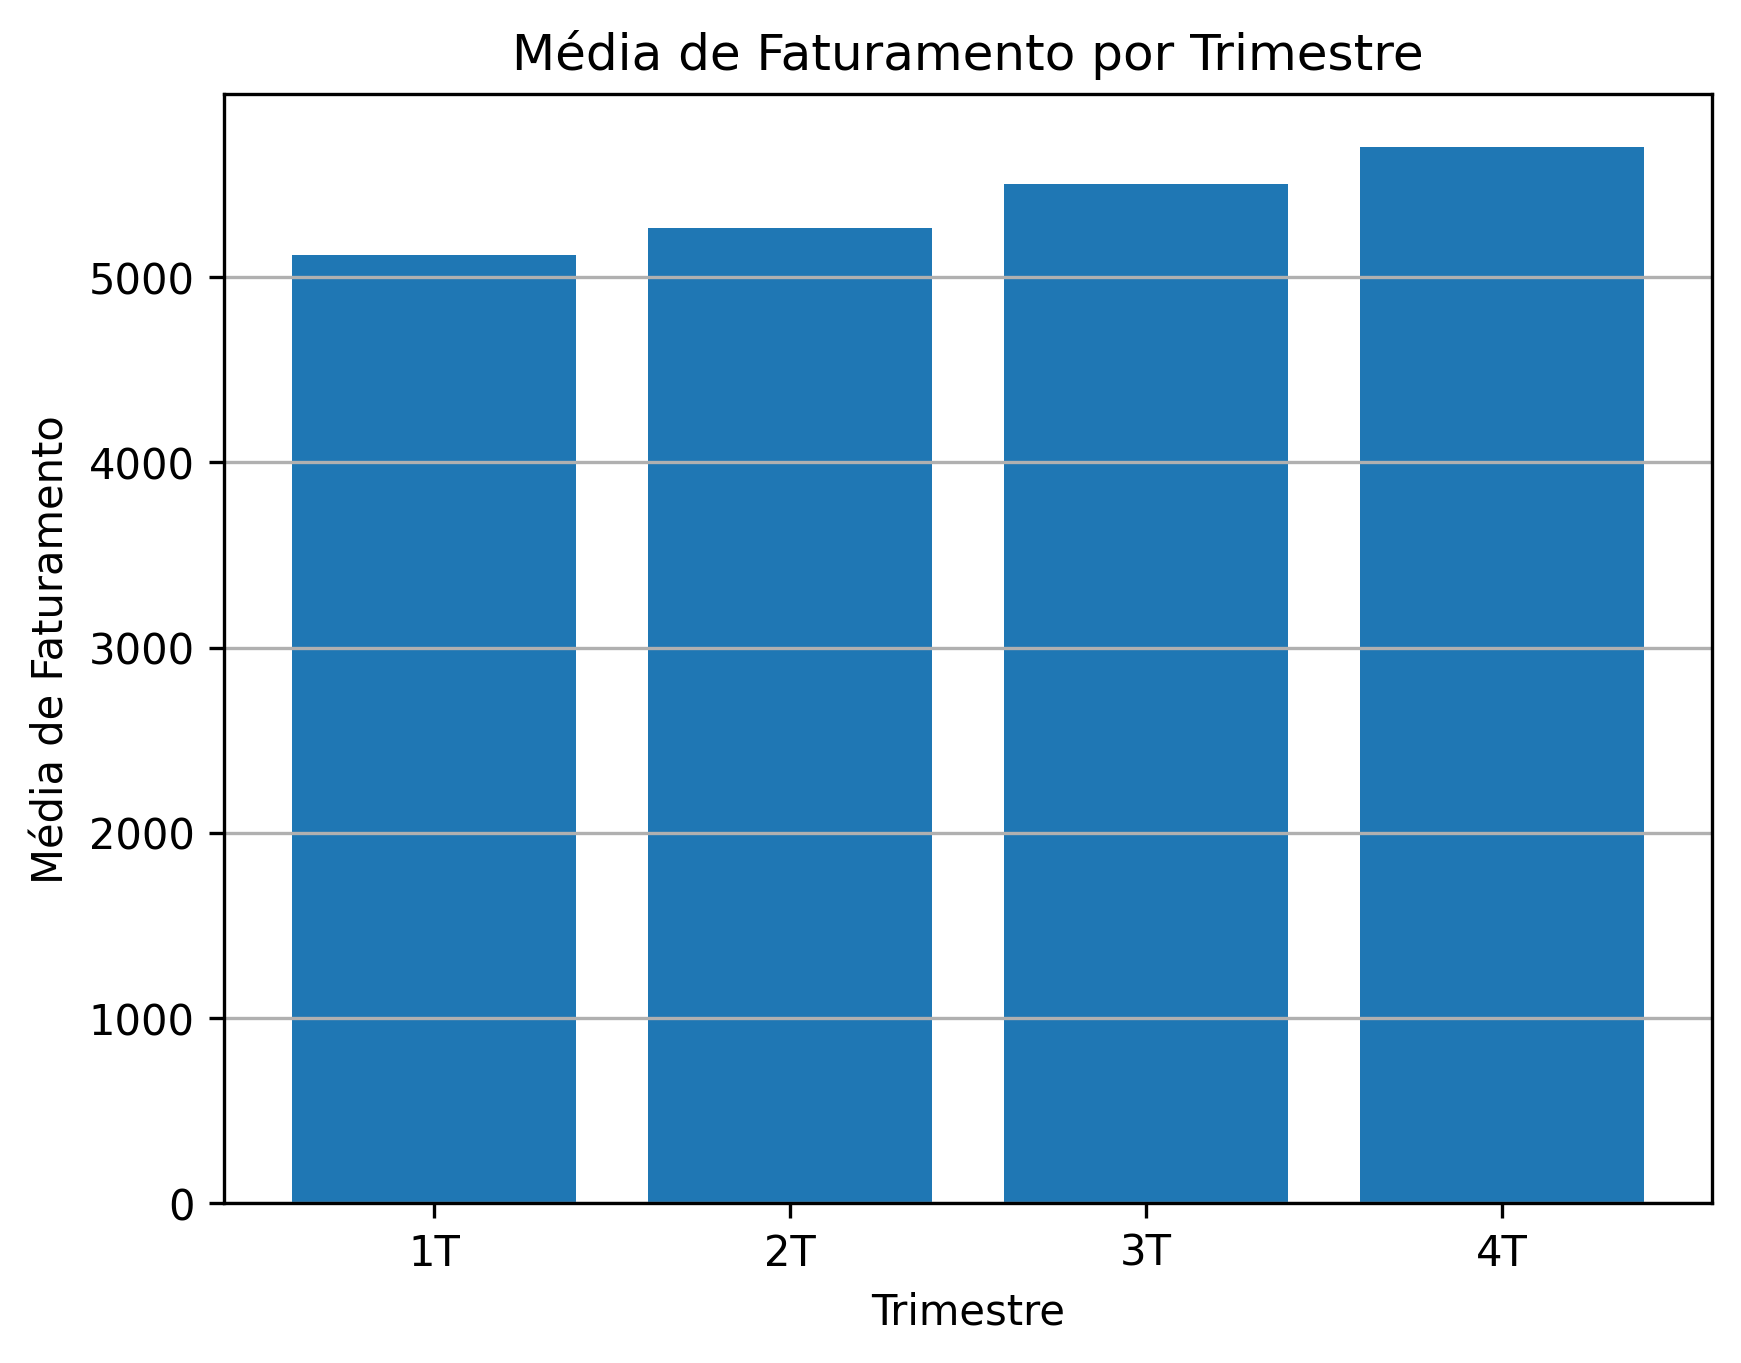 Média de Faturamento por Trimestre
Média de Faturamento
5000
4000
3000
2000
1000
0
1T
2T
3T
4T
Trimestre